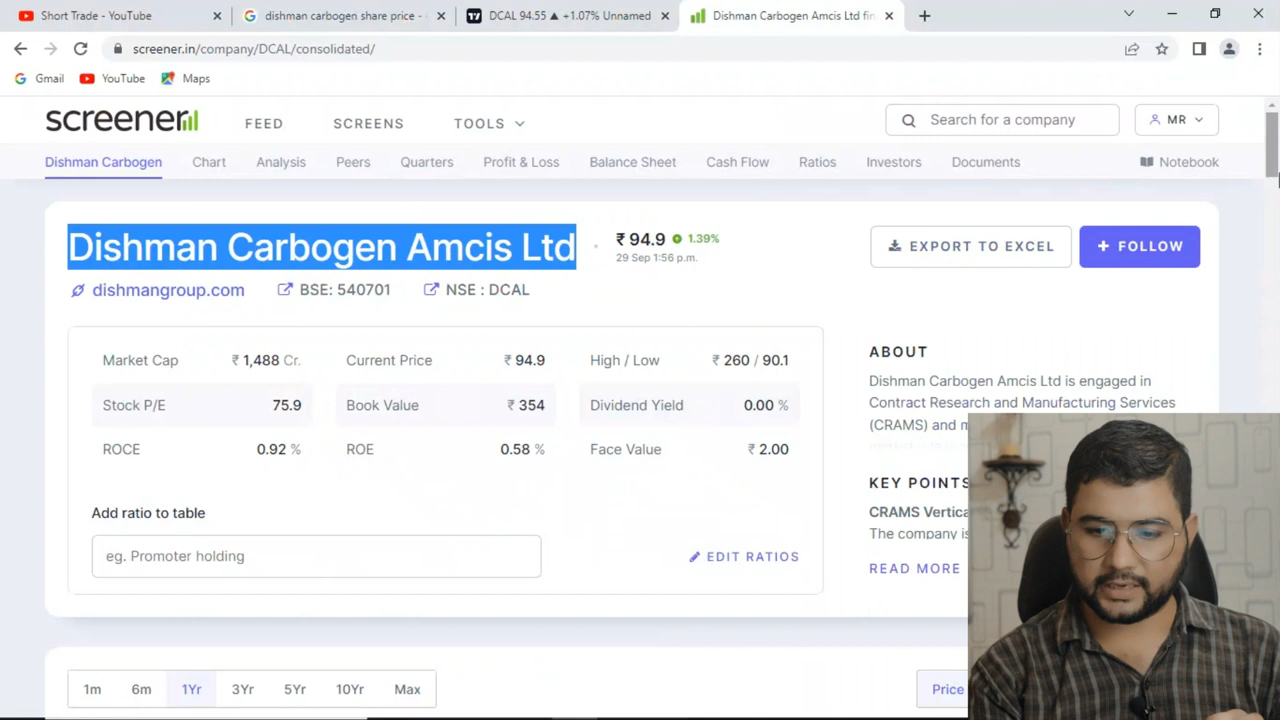 Short Trade - YouTube
dishman carbogen share price -
DCAL 94.55 ▲ +1.07% Unnamed
Dishman Carbogen Amcis Ltd fin
screener.in/company/DCAL/consolidated/
Gmail
YouTube
Maps
screener
FEED
SCREENS
TOOLS
Search for a company
MR
Dishman Carbogen
Chart
Analysis
Peers
Quarters
Profit & Loss
Balance Sheet
Cash Flow
Ratios
Investors
Documents
Notebook
Dishman Carbogen Amcis Ltd
₹ 94.9 1.39%
29 Sep 1:56 p.m.
EXPORT TO EXCEL
+ FOLLOW
dishmangroup.com
BSE: 540701
NSE : DCAL
Market Cap ₹ 1,488 Cr.
Current Price ₹ 94.9
High / Low ₹ 260 / 90.1
Stock P/E 75.9
Book Value ₹ 354
Dividend Yield 0.00 %
ROCE 0.92 %
ROE 0.58 %
Face Value ₹ 2.00
Add ratio to table
eg. Promoter holding
EDIT RATIOS
ABOUT
Dishman Carbogen Amcis Ltd is engaged in
Contract Research and Manufacturing Services
(CRAMS) and
KEY POINTS
CRAMS
The company is
READ MORE
1m
6m
1Yr
3Yr
5Yr
10Yr
Max
Price